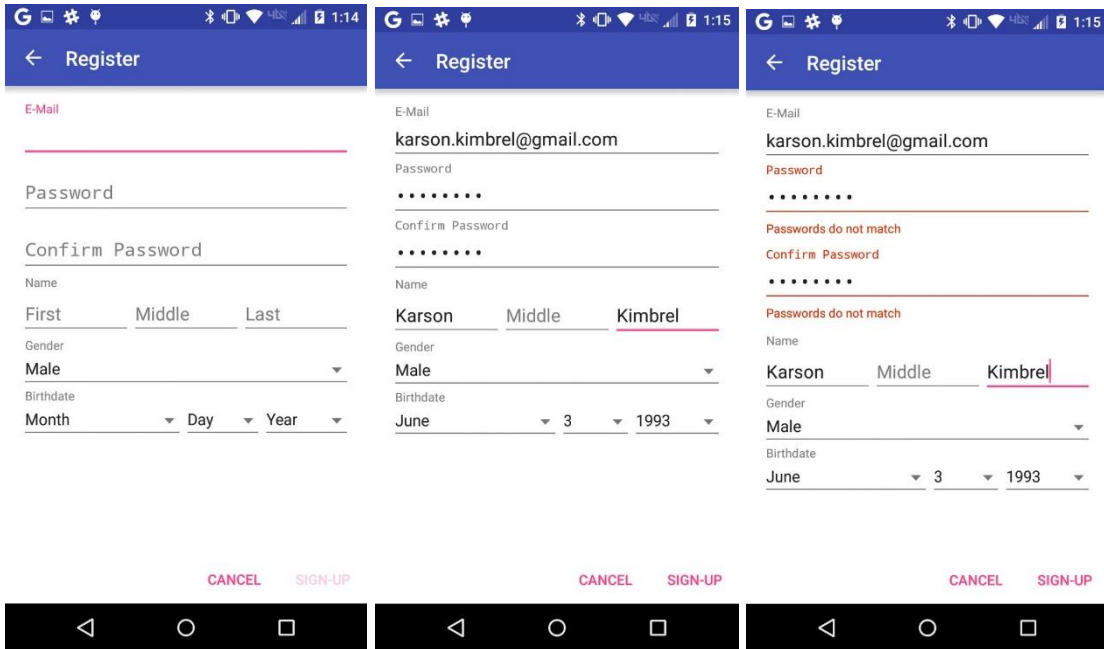 G 1:14
Register
E-Mail
Password
Confirm Password
Name
First Middle Last
Gender
Male
Birthdate
Month Day Year
CANCEL SIGN-UP
G 1:15
Register
E-Mail
karson.kimbrel@gmail.com
Password
••••••••
Confirm Password
••••••••
Name
Karson Middle Kimbrel
Gender
Male
Birthdate
June 3 1993
CANCEL SIGN-UP
G 1:15
Register
E-Mail
karson.kimbrel@gmail.com
Password
••••••••
Passwords do not match
Confirm Password
••••••••
Passwords do not match
Name
Karson Middle Kimbrel
Gender
Male
Birthdate
June 3 1993
CANCEL SIGN-UP